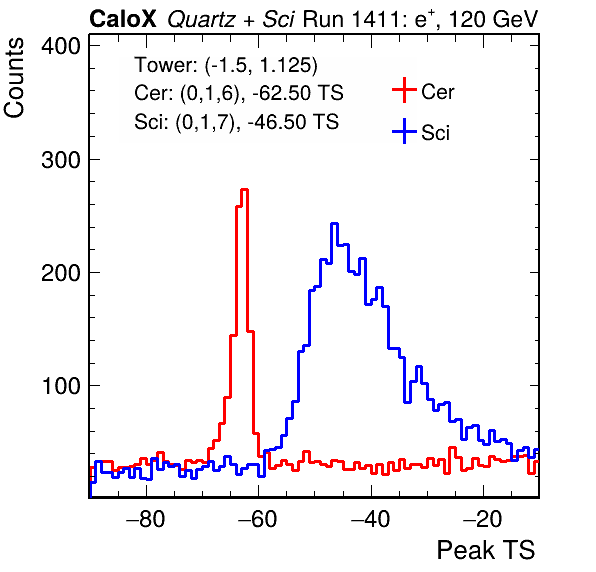 CaloX Quartz + Sci Run 1411: e⁺, 120 GeV
Counts
400
300
200
100
Tower: (-1.5, 1.125)
Cer: (0,1,6), -62.50 TS
Sci: (0,1,7), -46.50 TS
Cer
Sci
−80 −60 −40 −20
Peak TS